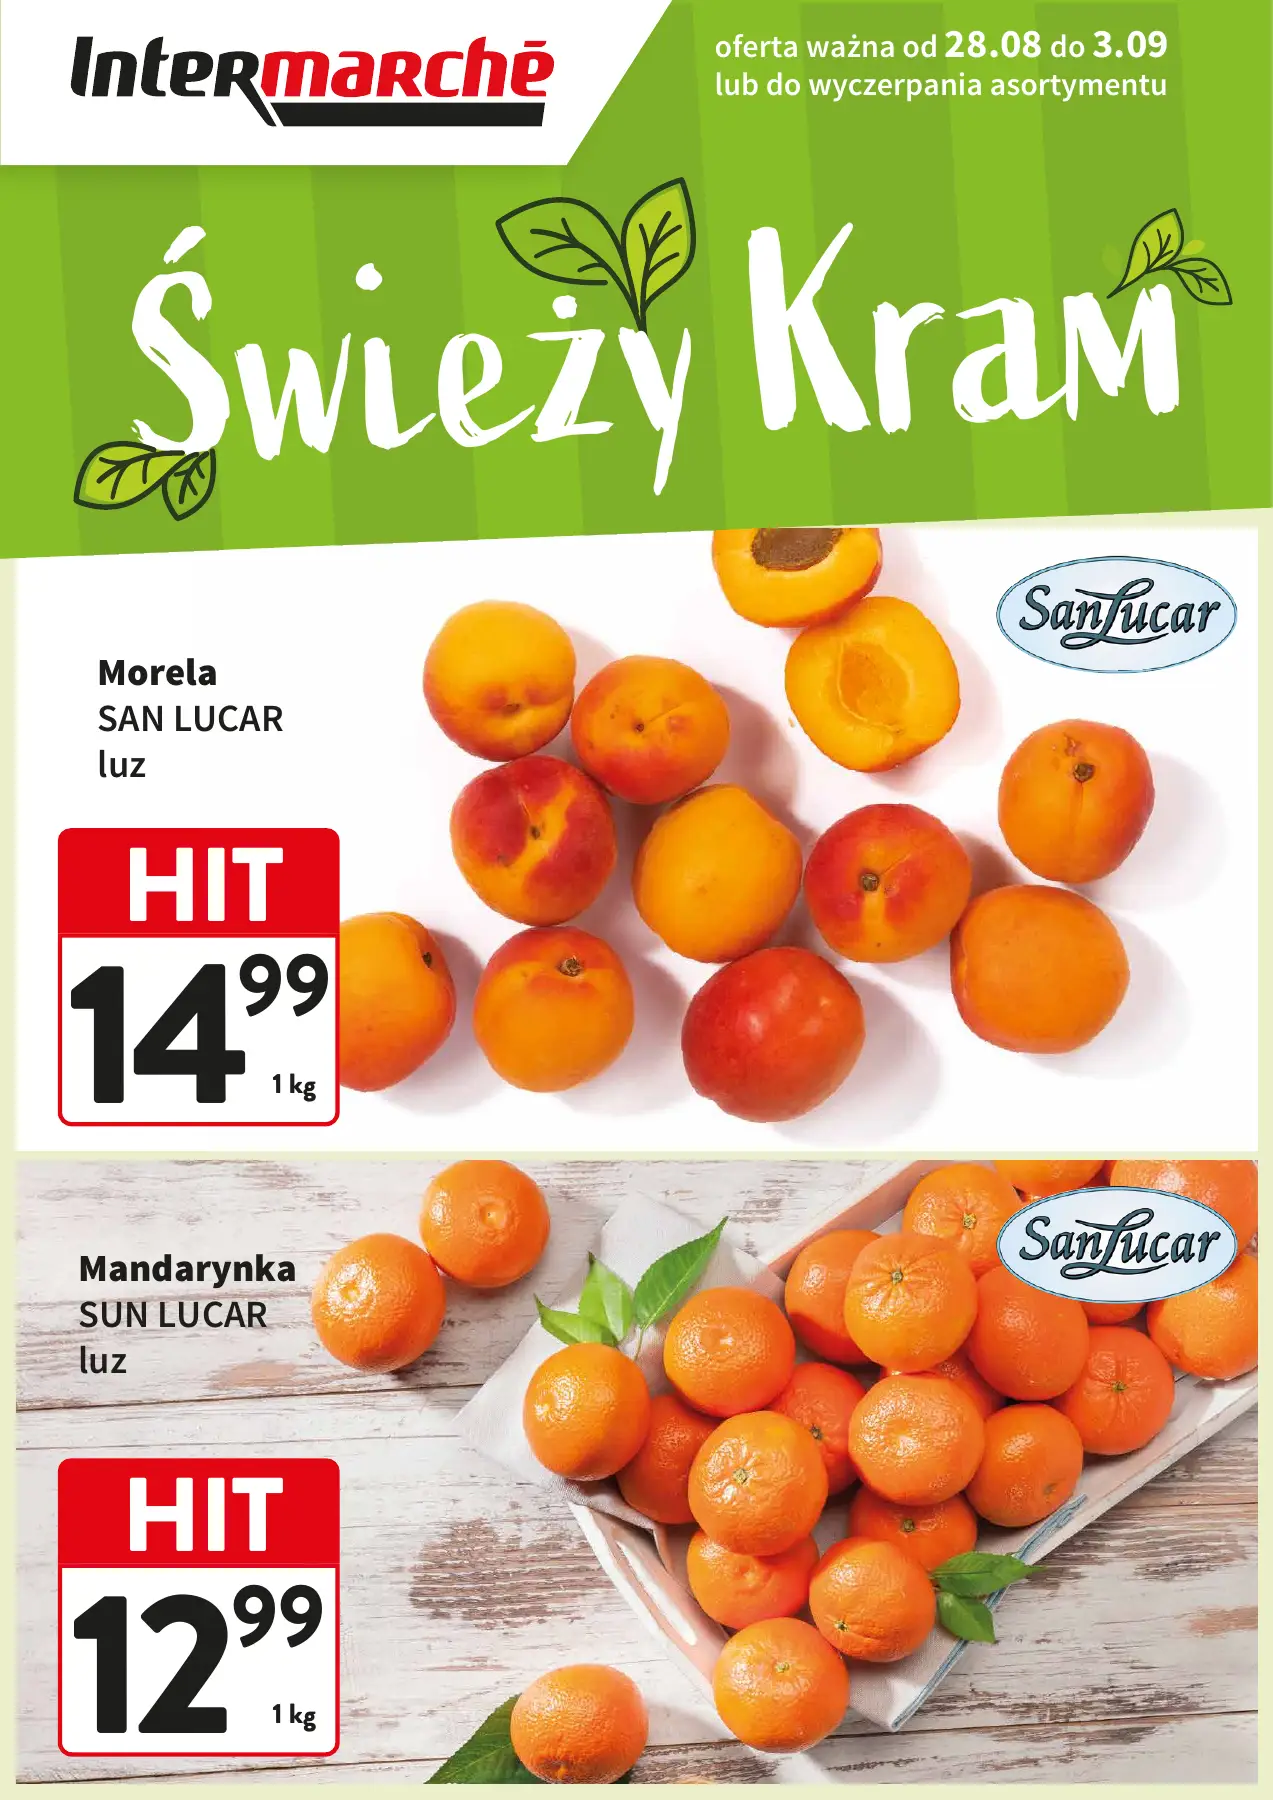 Intermarchē
oferta ważna od 28.08 do 3.09
lub do wyczerpania asortymentu
Świeży Kram
SanLucar
Morela
SAN LUCAR
luz
HIT
14 99
1 kg
SanLucar
Mandarynka
SUN LUCAR
luz
HIT
12 99
1 kg